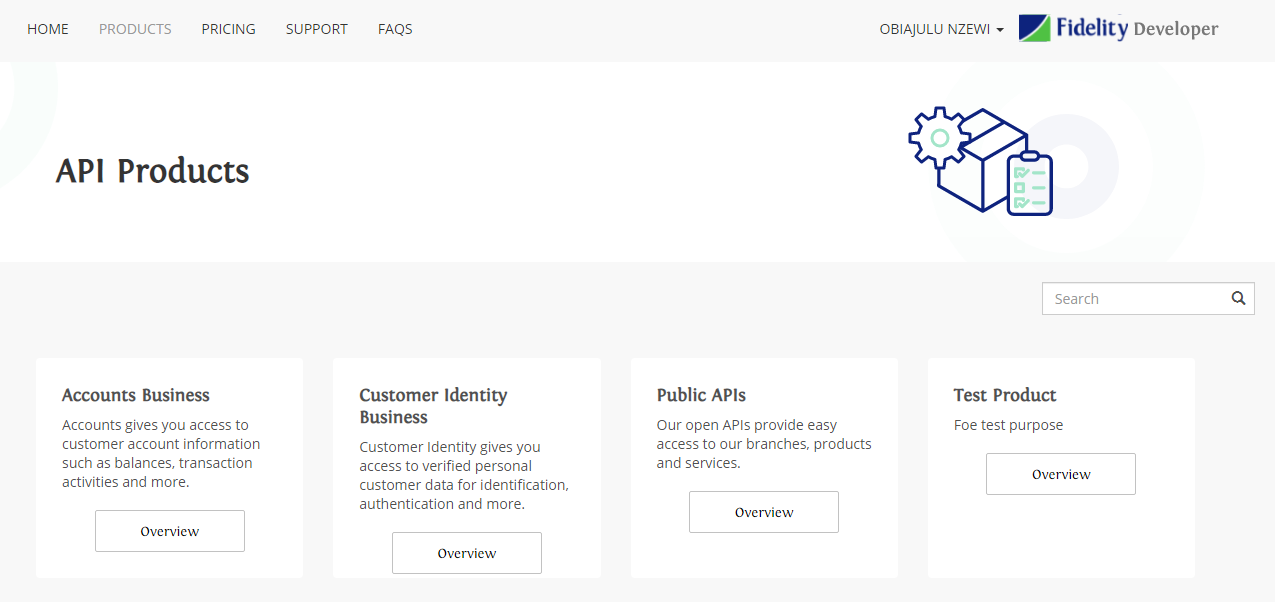 HOME PRODUCTS PRICING SUPPORT FAQS OBIAJULU NZEWI Fidelity Developer
API Products
Search
Accounts Business
Accounts gives you access to
customer account information
such as balances, transaction
activities and more.
Overview
Customer Identity
Business
Customer Identity gives you
access to verified personal
customer data for identification,
authentication and more.
Overview
Public APIs
Our open APIs provide easy
access to our branches, products
and services.
Overview
Test Product
Foe test purpose
Overview